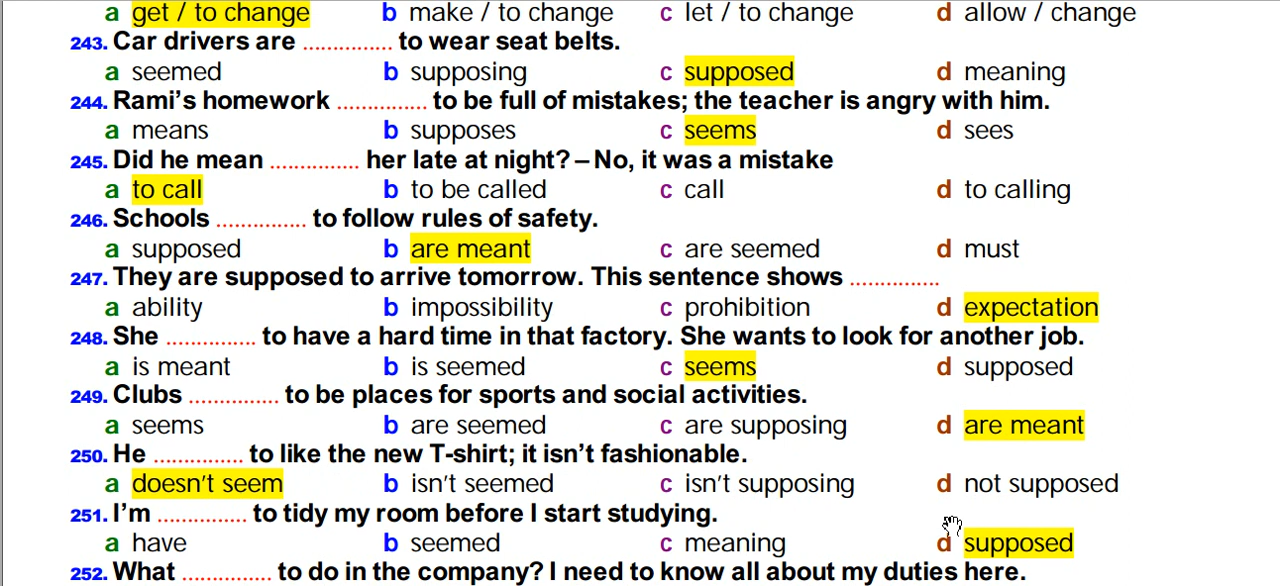 a get / to change b make / to change c let / to change d allow / change
243. Car drivers are ............... to wear seat belts.
a seemed b supposing c supposed d meaning
244. Rami's homework ............... to be full of mistakes; the teacher is angry with him.
a means b supposes c seems d sees
245. Did he mean ............... her late at night? – No, it was a mistake
a to call b to be called c call d to calling
246. Schools ............... to follow rules of safety.
a supposed b are meant c are seemed d must
247. They are supposed to arrive tomorrow. This sentence shows ...............
a ability b impossibility c prohibition d expectation
248. She ............... to have a hard time in that factory. She wants to look for another job.
a is meant b is seemed c seems d supposed
249. Clubs ............... to be places for sports and social activities.
a seems b are seemed c are supposing d are meant
250. He ............... to like the new T-shirt; it isn't fashionable.
a doesn't seem b isn't seemed c isn't supposing d not supposed
251. I'm ............... to tidy my room before I start studying.
a have b seemed c meaning d supposed
252. What ............... to do in the company? I need to know all about my duties here.